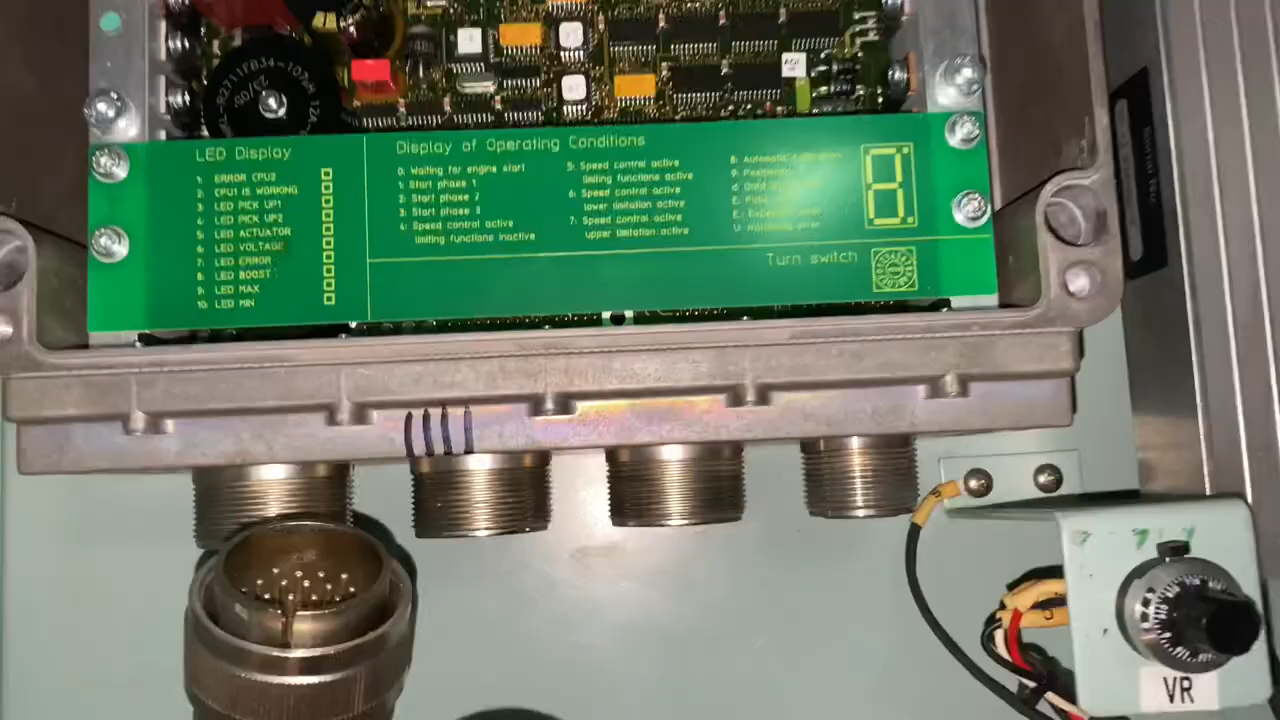 LED Display
1: ERROR CPU2
2: CPU1 IS WORKING
3: LED PICK UP1
4: LED PICK UP2
5: LED ACTUATOR
6: LED VOLTAGE
7: LED ERROR
8: LED BOOST
9: LED MAX
10: LED MIN
Display of Operating Conditions
0: Waiting for engine start
1: Start phase 1
2: Start phase 2
3: Start phase 3
4: Speed control active
limiting functions inactive
5: Speed control active
limiting functions active
6: Speed control active
lower limitation active
7: Speed control active
upper limitation active
8: Automatic
9:
d:
E:
E.:
U:
Turn switch
VR